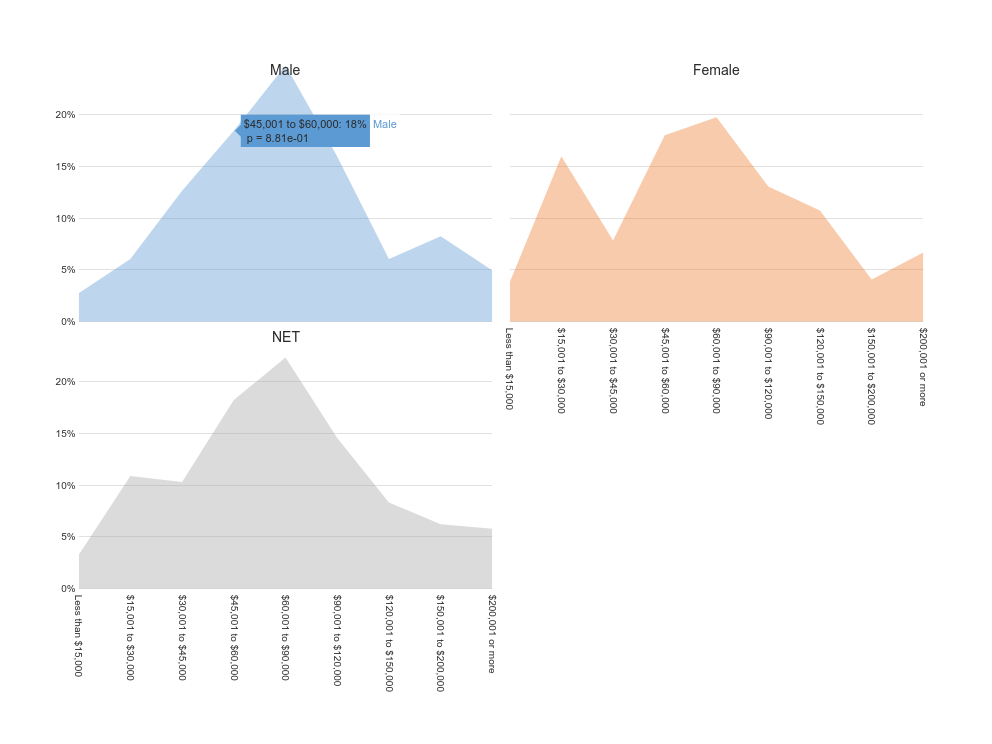 Male
Female
20%
15%
10%
5%
0%
$45,001 to $60,000: 18%
p = 8.81e-01
Male
Less than $15,000
$15,001 to $30,000
$30,001 to $45,000
$45,001 to $60,000
$60,001 to $90,000
$90,001 to $120,000
$120,001 to $150,000
$150,001 to $200,000
$200,001 or more
NET
20%
15%
10%
5%
0%
Less than $15,000
$15,001 to $30,000
$30,001 to $45,000
$45,001 to $60,000
$60,001 to $90,000
$90,001 to $120,000
$120,001 to $150,000
$150,001 to $200,000
$200,001 or more